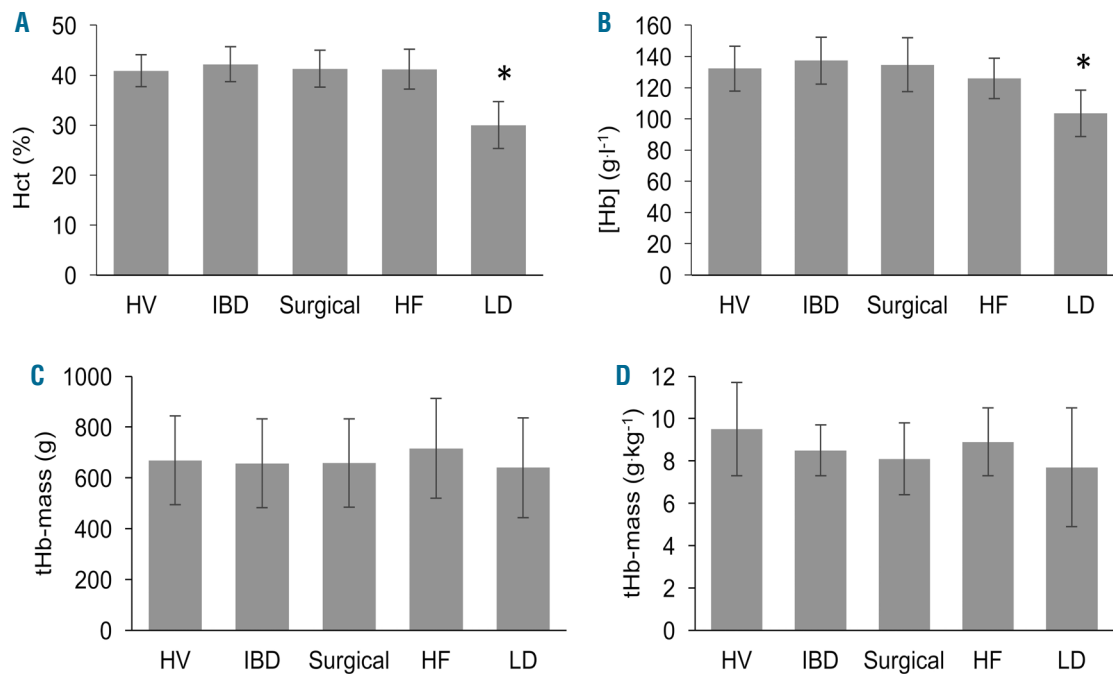 A
50
40
30
20
10
0
Hct (%)
*
HV IBD Surgical HF LD
B
160
140
120
100
80
60
40
20
0
[Hb] (g·l⁻¹)
*
HV IBD Surgical HF LD
C
1000
800
600
400
200
0
tHb-mass (g)
HV IBD Surgical HF LD
D
12
10
8
6
4
2
0
tHb-mass (g·kg⁻¹)
HV IBD Surgical HF LD